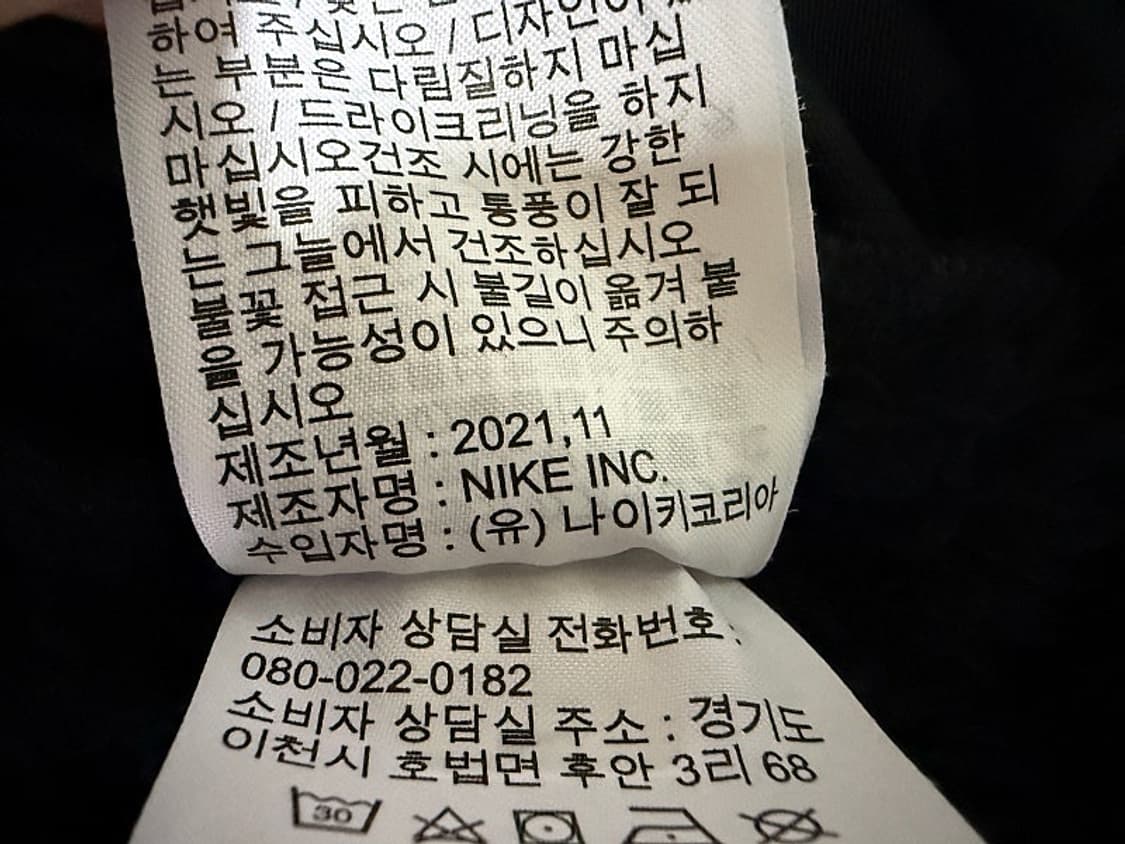 하여 주십시오 / 디자인이
는 부분은 다림질하지 마십
시오 / 드라이크리닝을 하지
마십시오건조 시에는 강한
햇빛을 피하고 통풍이 잘 되
는 그늘에서 건조하십시오
불꽃 접근 시 불길이 옮겨 붙
을 가능성이 있으니 주의하
십시오
제조년월 : 2021.11
제조자명 : NIKE INC.
수입자명 : (유) 나이키코리아
소비자 상담실 전화번호:
080-022-0182
소비자 상담실 주소 : 경기도
이천시 호법면 후안 3리 68
30